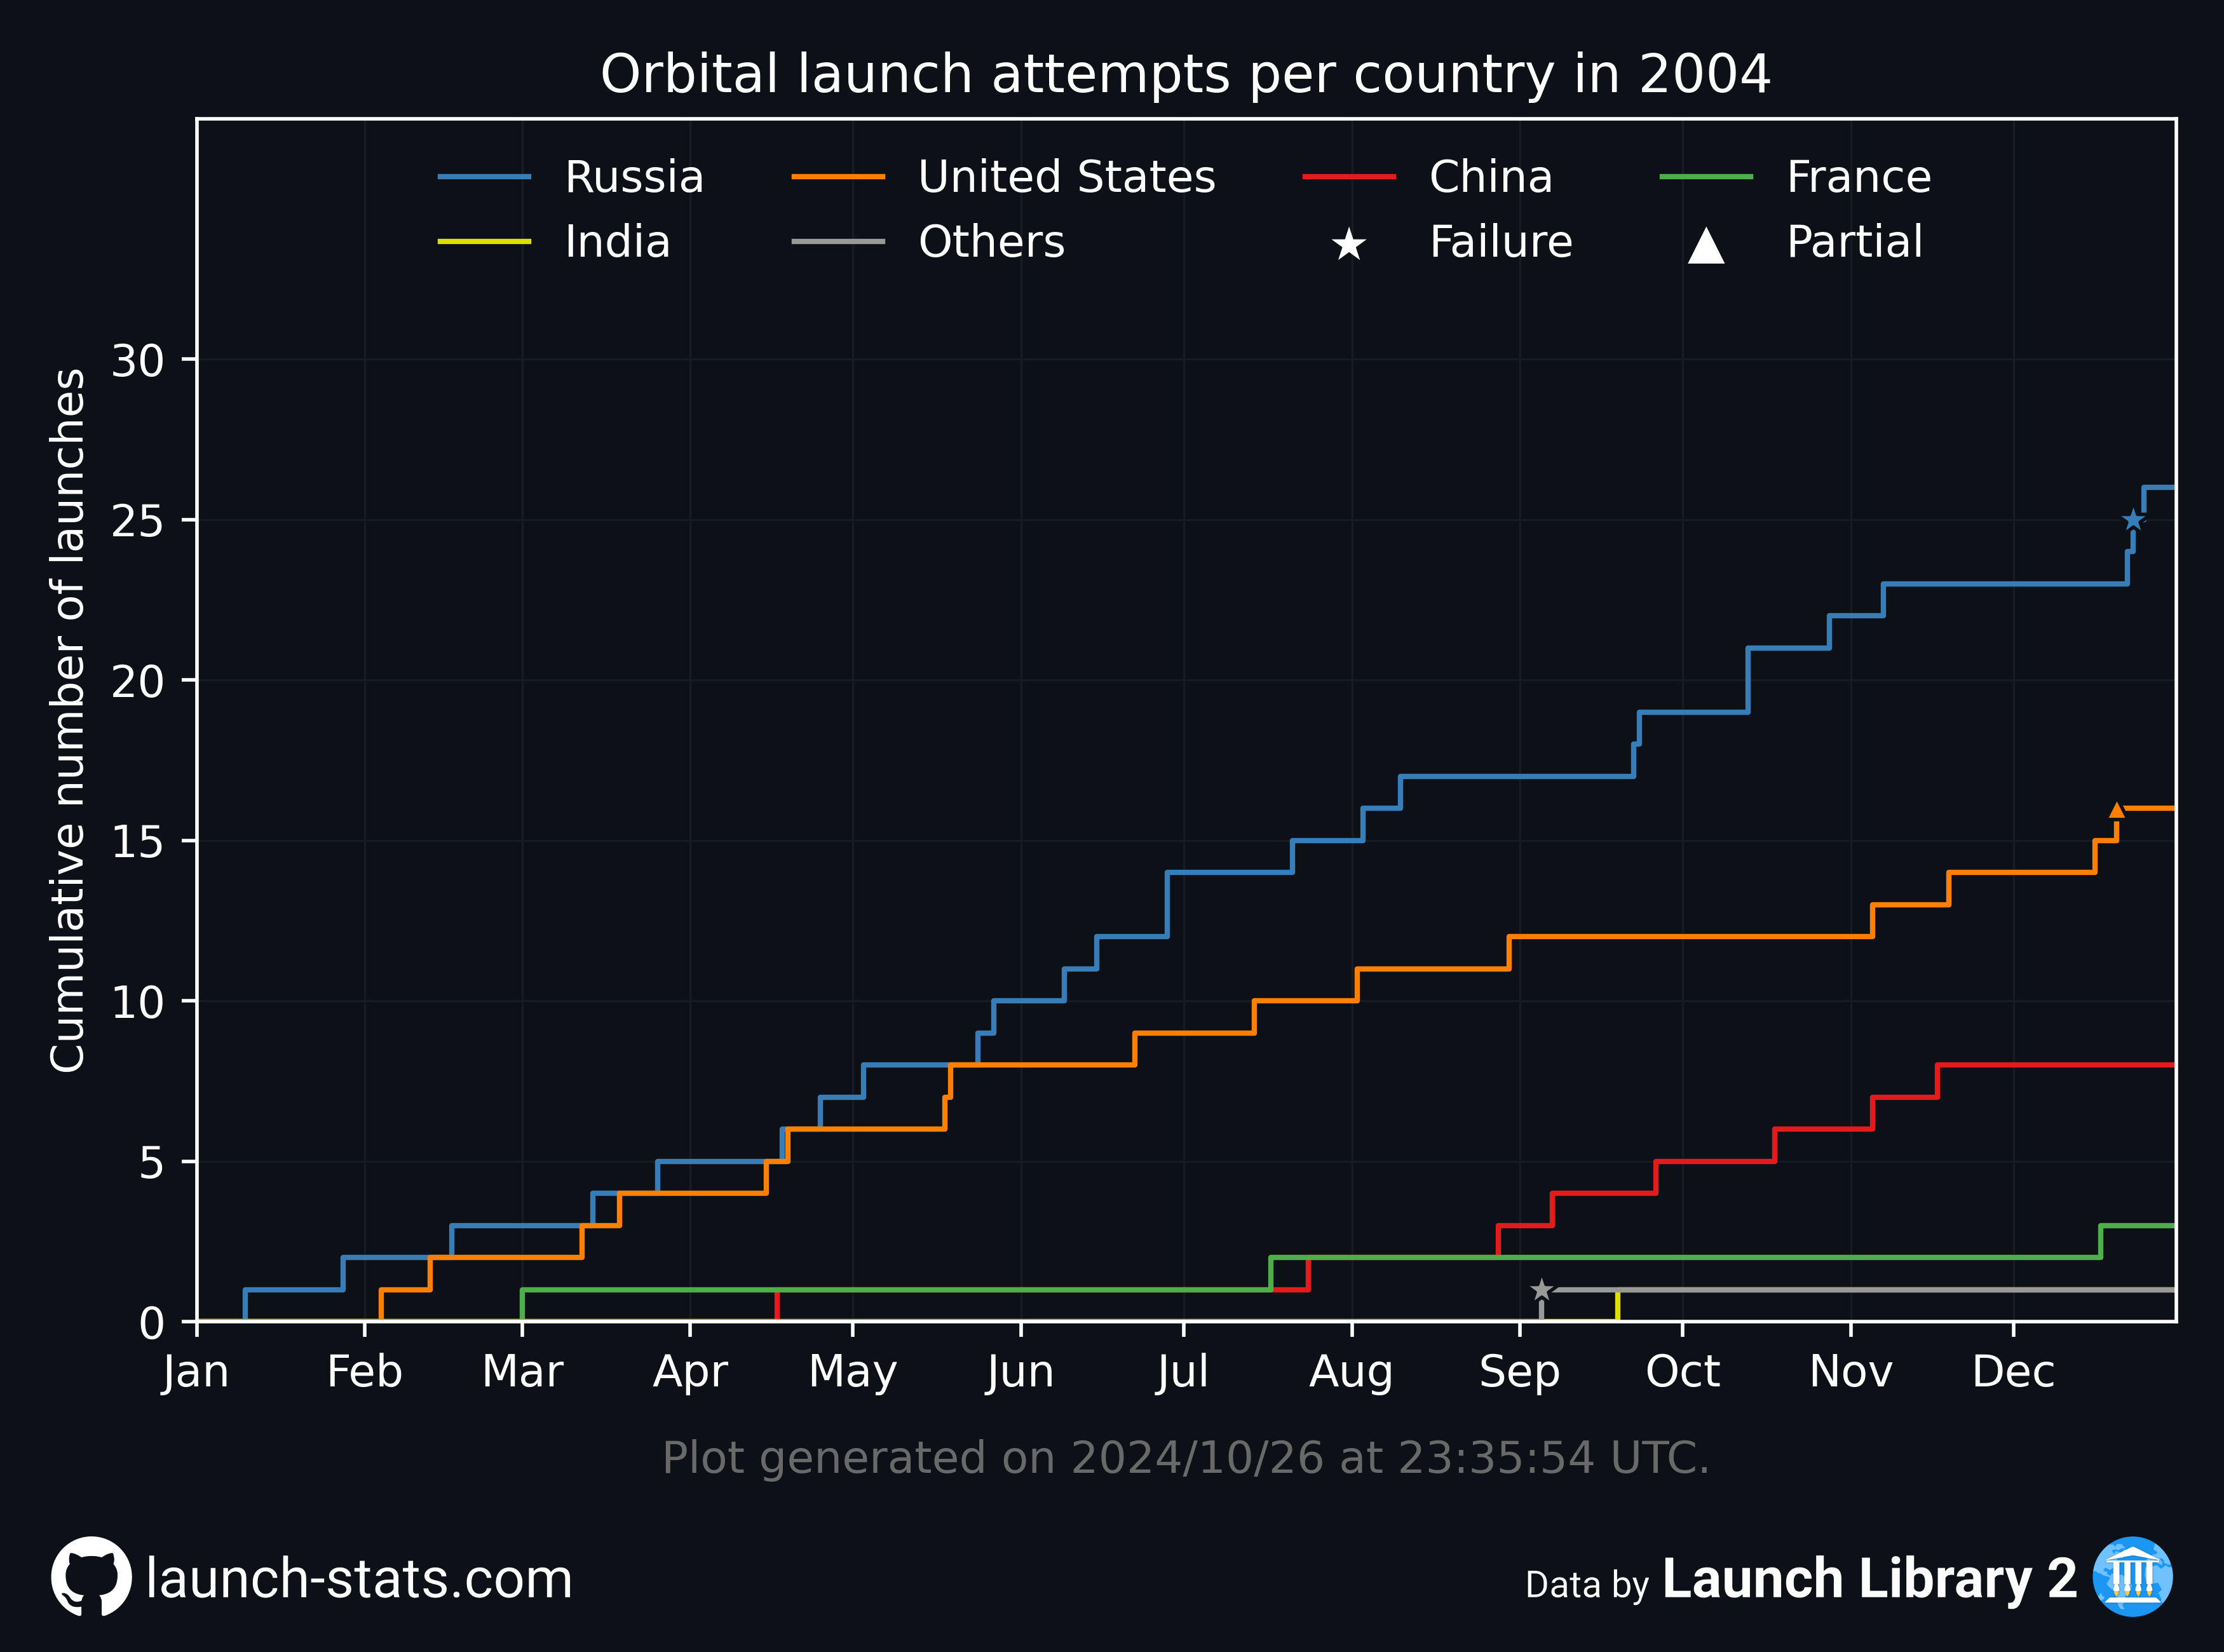 Orbital launch attempts per country in 2004
Russia United States China France
India Others Failure Partial
Cumulative number of launches
30
25
20
15
10
5
0
Jan Feb Mar Apr May Jun Jul Aug Sep Oct Nov Dec
Plot generated on 2024/10/26 at 23:35:54 UTC.
launch-stats.com
Data by Launch Library 2